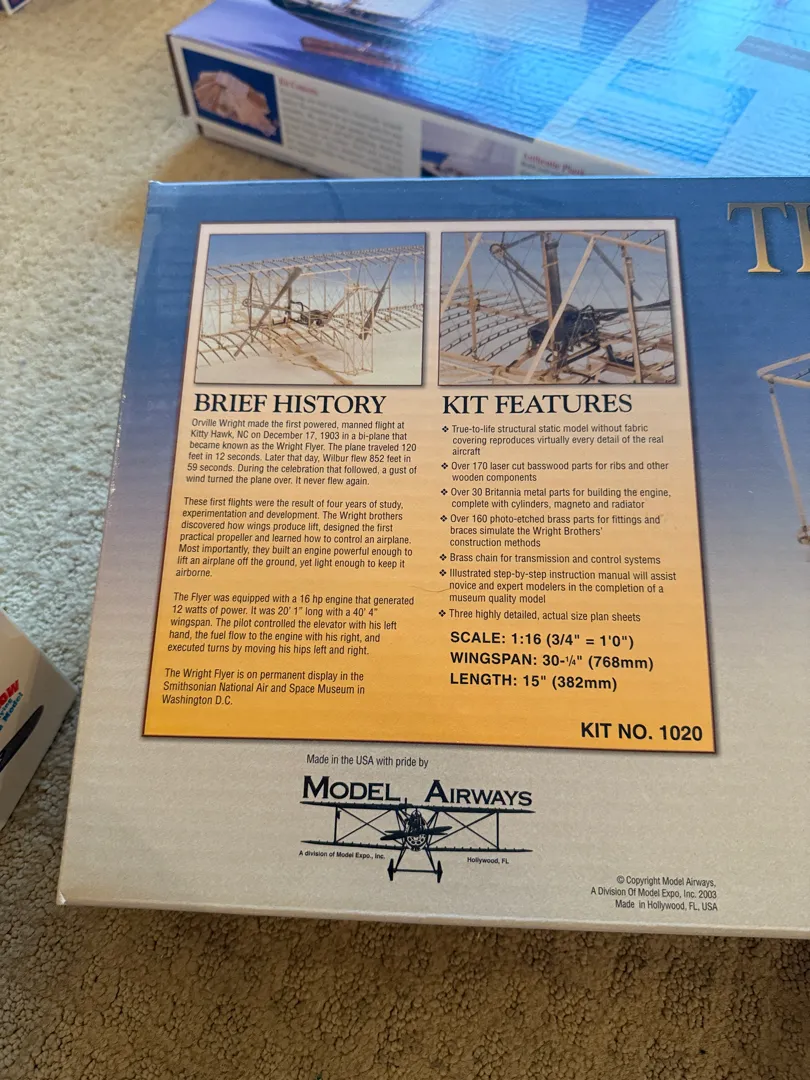 Kit Contents
BRIEF HISTORY
Orville Wright made the first powered, manned flight at
Kitty Hawk, NC on December 17, 1903 in a bi-plane that
became known as the Wright Flyer. The plane traveled 120
feet in 12 seconds. Later that day, Wilbur flew 852 feet in
59 seconds. During the celebration that followed, a gust of
wind turned the plane over. It never flew again.
These first flights were the result of four years of study,
experimentation and development. The Wright brothers
discovered how wings produce lift, designed the first
practical propeller and learned how to control an airplane.
Most importantly, they built an engine powerful enough to
lift an airplane off the ground, yet light enough to keep it
airborne.
The Flyer was equipped with a 16 hp engine that generated
12 watts of power. It was 20' 1" long with a 40' 4"
wingspan. The pilot controlled the elevator with his left
hand, the fuel flow to the engine with his right, and
executed turns by moving his hips left and right.
The Wright Flyer is on permanent display in the
Smithsonian National Air and Space Museum in
Washington D.C.
KIT FEATURES
❖ True-to-life structural static model without fabric
covering reproduces virtually every detail of the real
aircraft
❖ Over 170 laser cut basswood parts for ribs and other
wooden components
❖ Over 30 Britannia metal parts for building the engine,
complete with cylinders, magneto and radiator
❖ Over 160 photo-etched brass parts for fittings and
braces simulate the Wright Brothers'
construction methods
❖ Brass chain for transmission and control systems
❖ Illustrated step-by-step instruction manual will assist
novice and expert modelers in the completion of a
museum quality model
❖ Three highly detailed, actual size plan sheets
SCALE: 1:16 (3/4" = 1'0")
WINGSPAN: 30-¼" (768mm)
LENGTH: 15" (382mm)
KIT NO. 1020
Made in the USA with pride by
MODEL AIRWAYS
A division of Model Expo., Inc.
Hollywood, FL
© Copyright Model Airways,
A Division Of Model Expo, Inc. 2003
Made in Hollywood, FL, USA